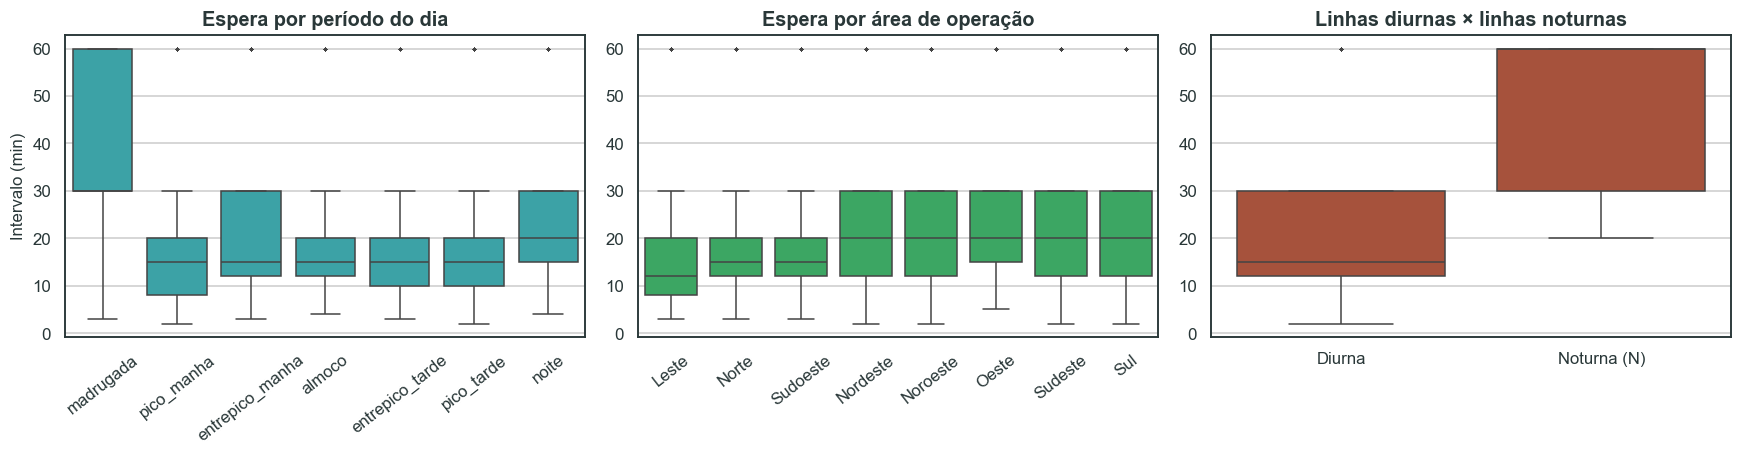 Espera por período do dia
Intervalo (min)
60
50
40
30
20
10
0
madrugada
pico_manha
entrepico_manha
almoco
entrepico_tarde
pico_tarde
noite
Espera por área de operação
60
50
40
30
20
10
0
Leste
Norte
Sudoeste
Nordeste
Noroeste
Oeste
Sudeste
Sul
Linhas diurnas × linhas noturnas
60
50
40
30
20
10
0
Diurna
Noturna (N)